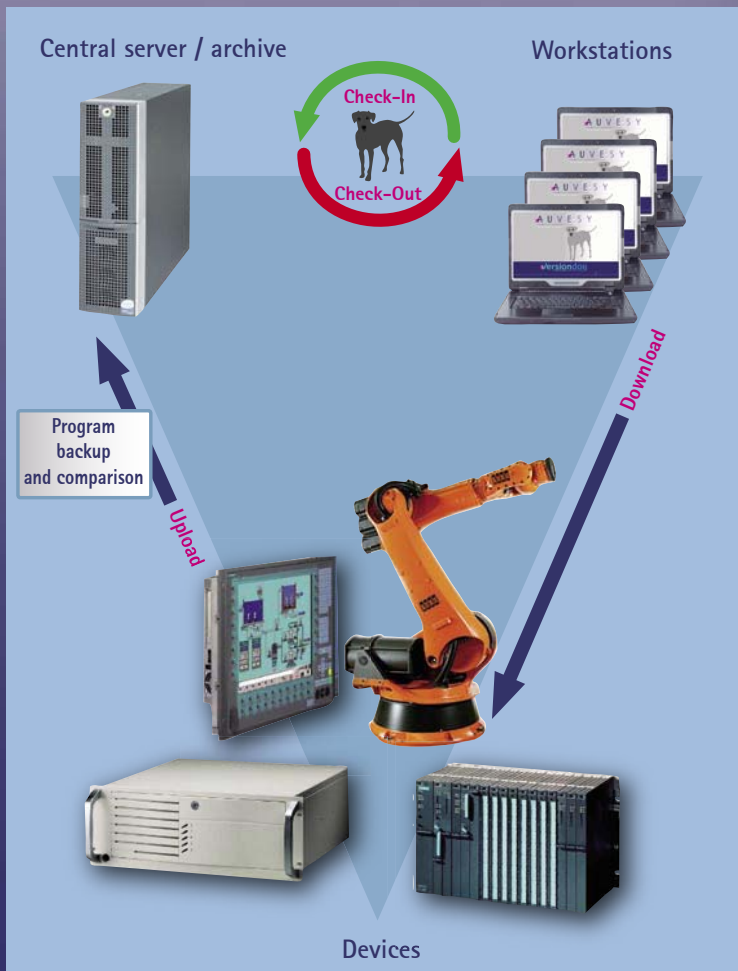 Central server / archive
Workstations
Check-In
Check-Out
AUVESY
AUVESY
AUVESY
AUVESY
versiondog
Download
Program
backup
and comparison
Upload
Devices